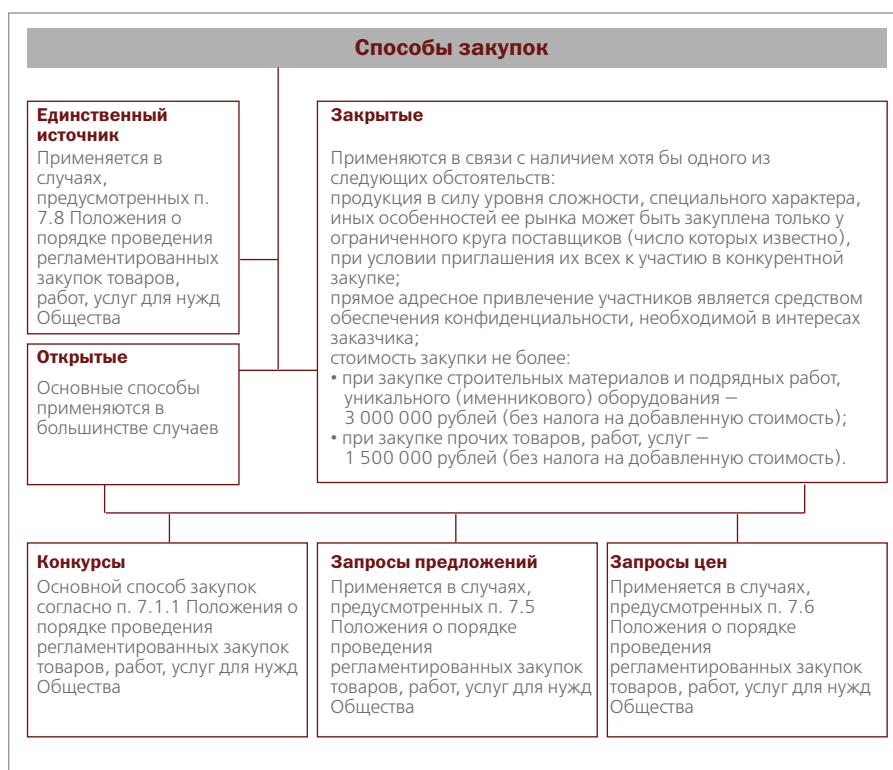 Способы закупок
Единственный
источник
Применяется в
случаях,
предусмотренных п.
7.8 Положения о
порядке проведения
регламентированных
закупок товаров,
работ, услуг для нужд
Общества
Закрытые
Применяются в связи с наличием хотя бы одного из
следующих обстоятельств:
продукция в силу уровня сложности, специального характера,
иных особенностей ее рынка может быть закуплена только у
ограниченного круга поставщиков (число которых известно),
при условии приглашения их всех к участию в конкурентной
закупке;
прямое адресное привлечение участников является средством
обеспечения конфиденциальности, необходимой в интересах
заказчика;
стоимость закупки не более:
• при закупке строительных материалов и подрядных работ,
уникального (именникового) оборудования —
3 000 000 рублей (без налога на добавленную стоимость);
• при закупке прочих товаров, работ, услуг —
1 500 000 рублей (без налога на добавленную стоимость).
Открытые
Основные способы
применяются в
большинстве случаев
Конкурсы
Основной способ закупок
согласно п. 7.1.1 Положения о
порядке проведения
регламентированных закупок
товаров, работ, услуг для нужд
Общества
Запросы предложений
Применяется в случаях,
предусмотренных п. 7.5
Положения о порядке
проведения
регламентированных закупок
товаров, работ, услуг для нужд
Общества
Запросы цен
Применяется в случаях,
предусмотренных п. 7.6
Положения о порядке
проведения
регламентированных закупок
товаров, работ, услуг для нужд
Общества